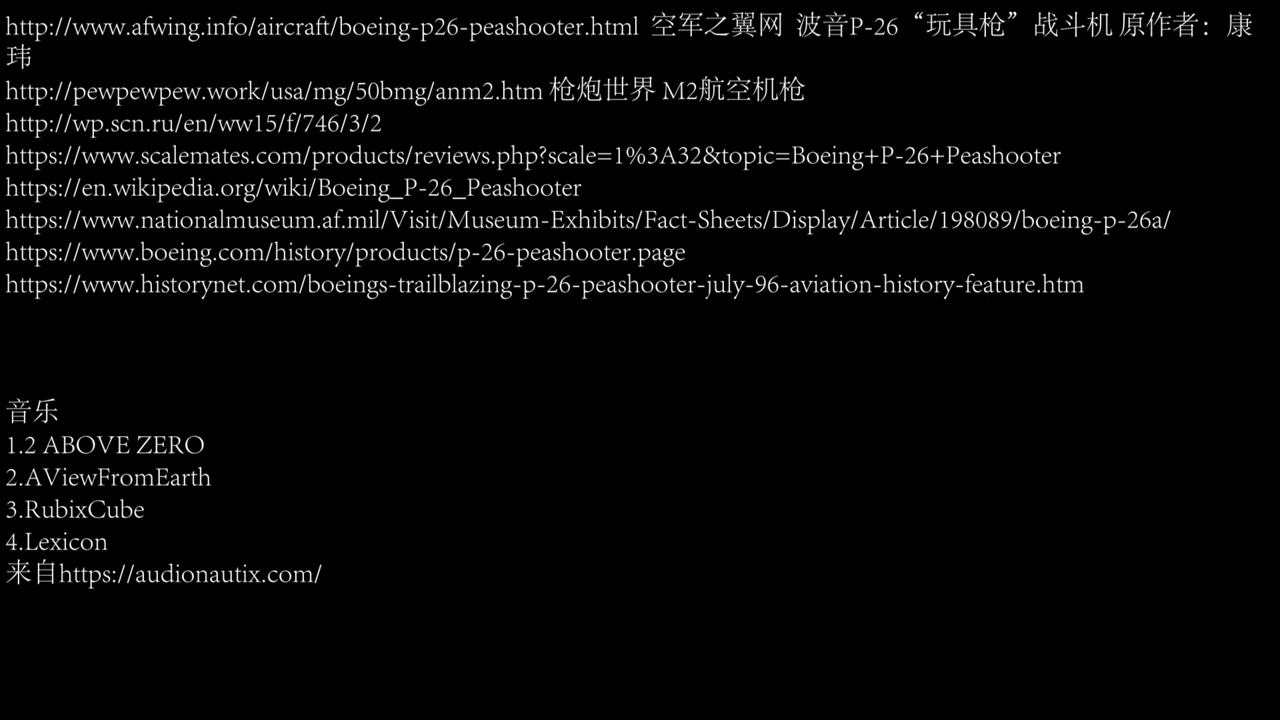 http://www.afwing.info/aircraft/boeing-p26-peashooter.html 空军之翼网 波音P-26“玩具枪”战斗机 原作者：康
玮
http://pewpewpew.work/usa/mg/50bmg/anm2.htm 枪炮世界 M2航空机枪
http://wp.scn.ru/en/ww15/f/746/3/2
https://www.scalemates.com/products/reviews.php?scale=1%3A32&topic=Boeing+P-26+Peashooter
https://en.wikipedia.org/wiki/Boeing_P-26_Peashooter
https://www.nationalmuseum.af.mil/Visit/Museum-Exhibits/Fact-Sheets/Display/Article/198089/boeing-p-26a/
https://www.boeing.com/history/products/p-26-peashooter.page
https://www.historynet.com/boeings-trailblazing-p-26-peashooter-july-96-aviation-history-feature.htm
音乐
1.2 ABOVE ZERO
2.AViewFromEarth
3.RubixCube
4.Lexicon
来自https://audionautix.com/